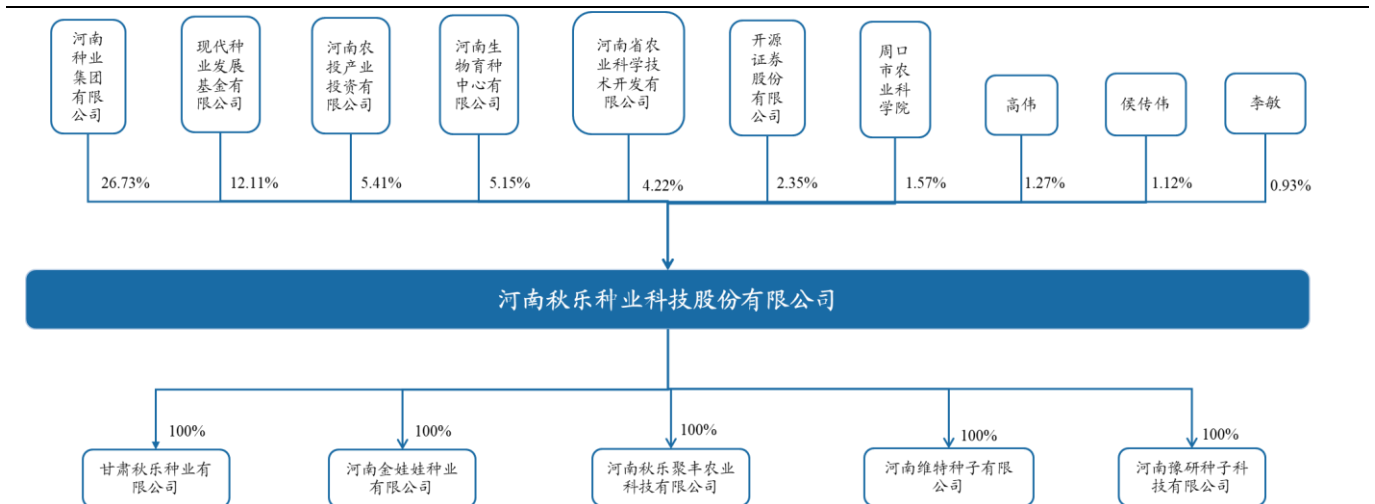 河南
种业
集团
有限
公司
现代种
业发展
基金有
限公司
河南农
投产业
投资有
限公司
河南生
物育种
中心有
限公司
河南省农
业科学技
术开发有
限公司
开源
证券
股份
有限
公司
周口
市农
业科
学院
高伟
侯传伟
李敏
26.73%
12.11%
5.41%
5.15%
4.22%
2.35%
1.57%
1.27%
1.12%
0.93%
河南秋乐种业科技股份有限公司
100%
100%
100%
100%
100%
甘肃秋乐种业有
限公司
河南金娃娃种业
有限公司
河南秋乐聚丰农业
科技有限公司
河南维特种子有限
公司
河南豫研种子科
技有限公司